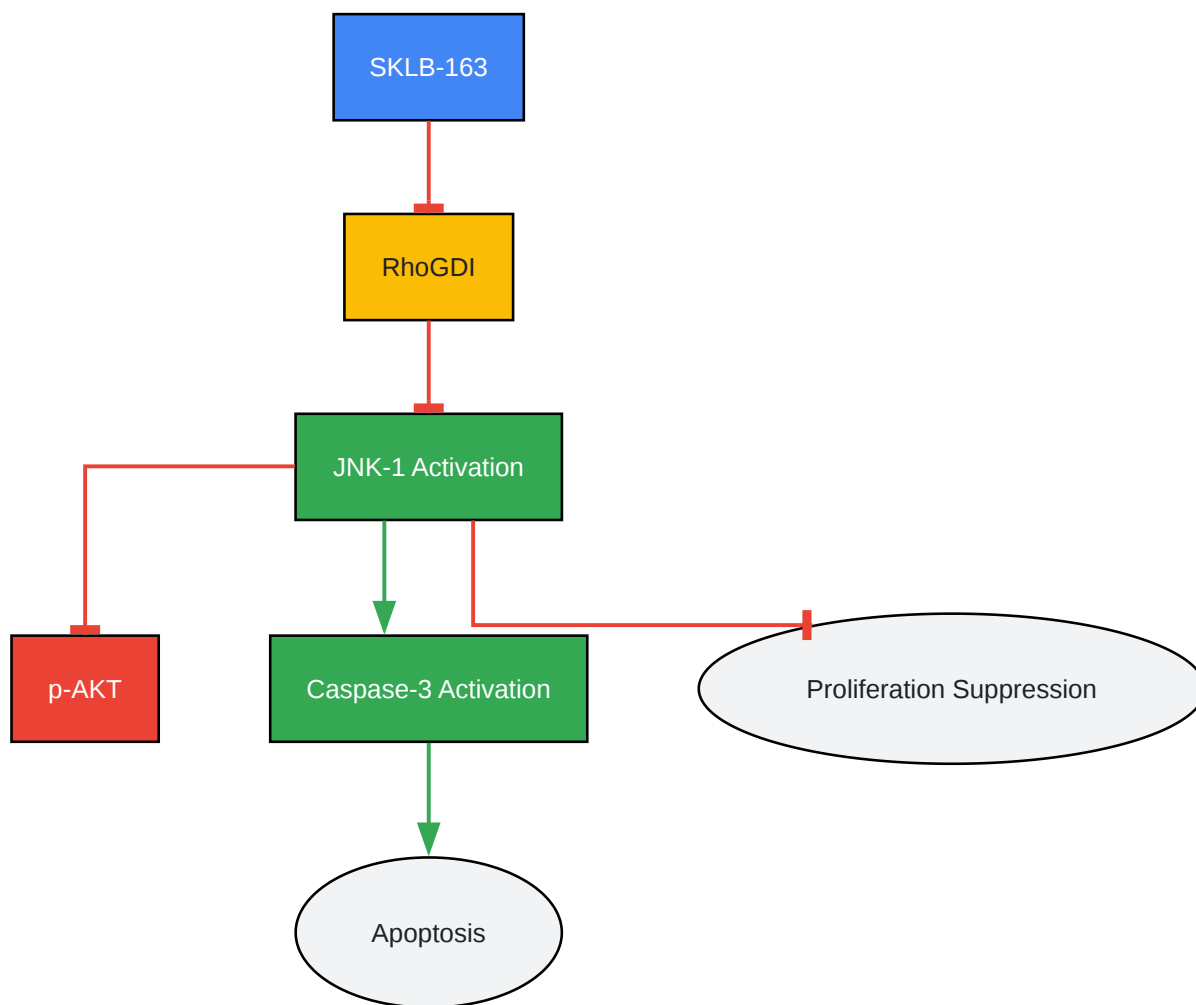 SKLB-163
RhoGDI
JNK-1 Activation
p-AKT
Caspase-3 Activation
Proliferation Suppression
Apoptosis